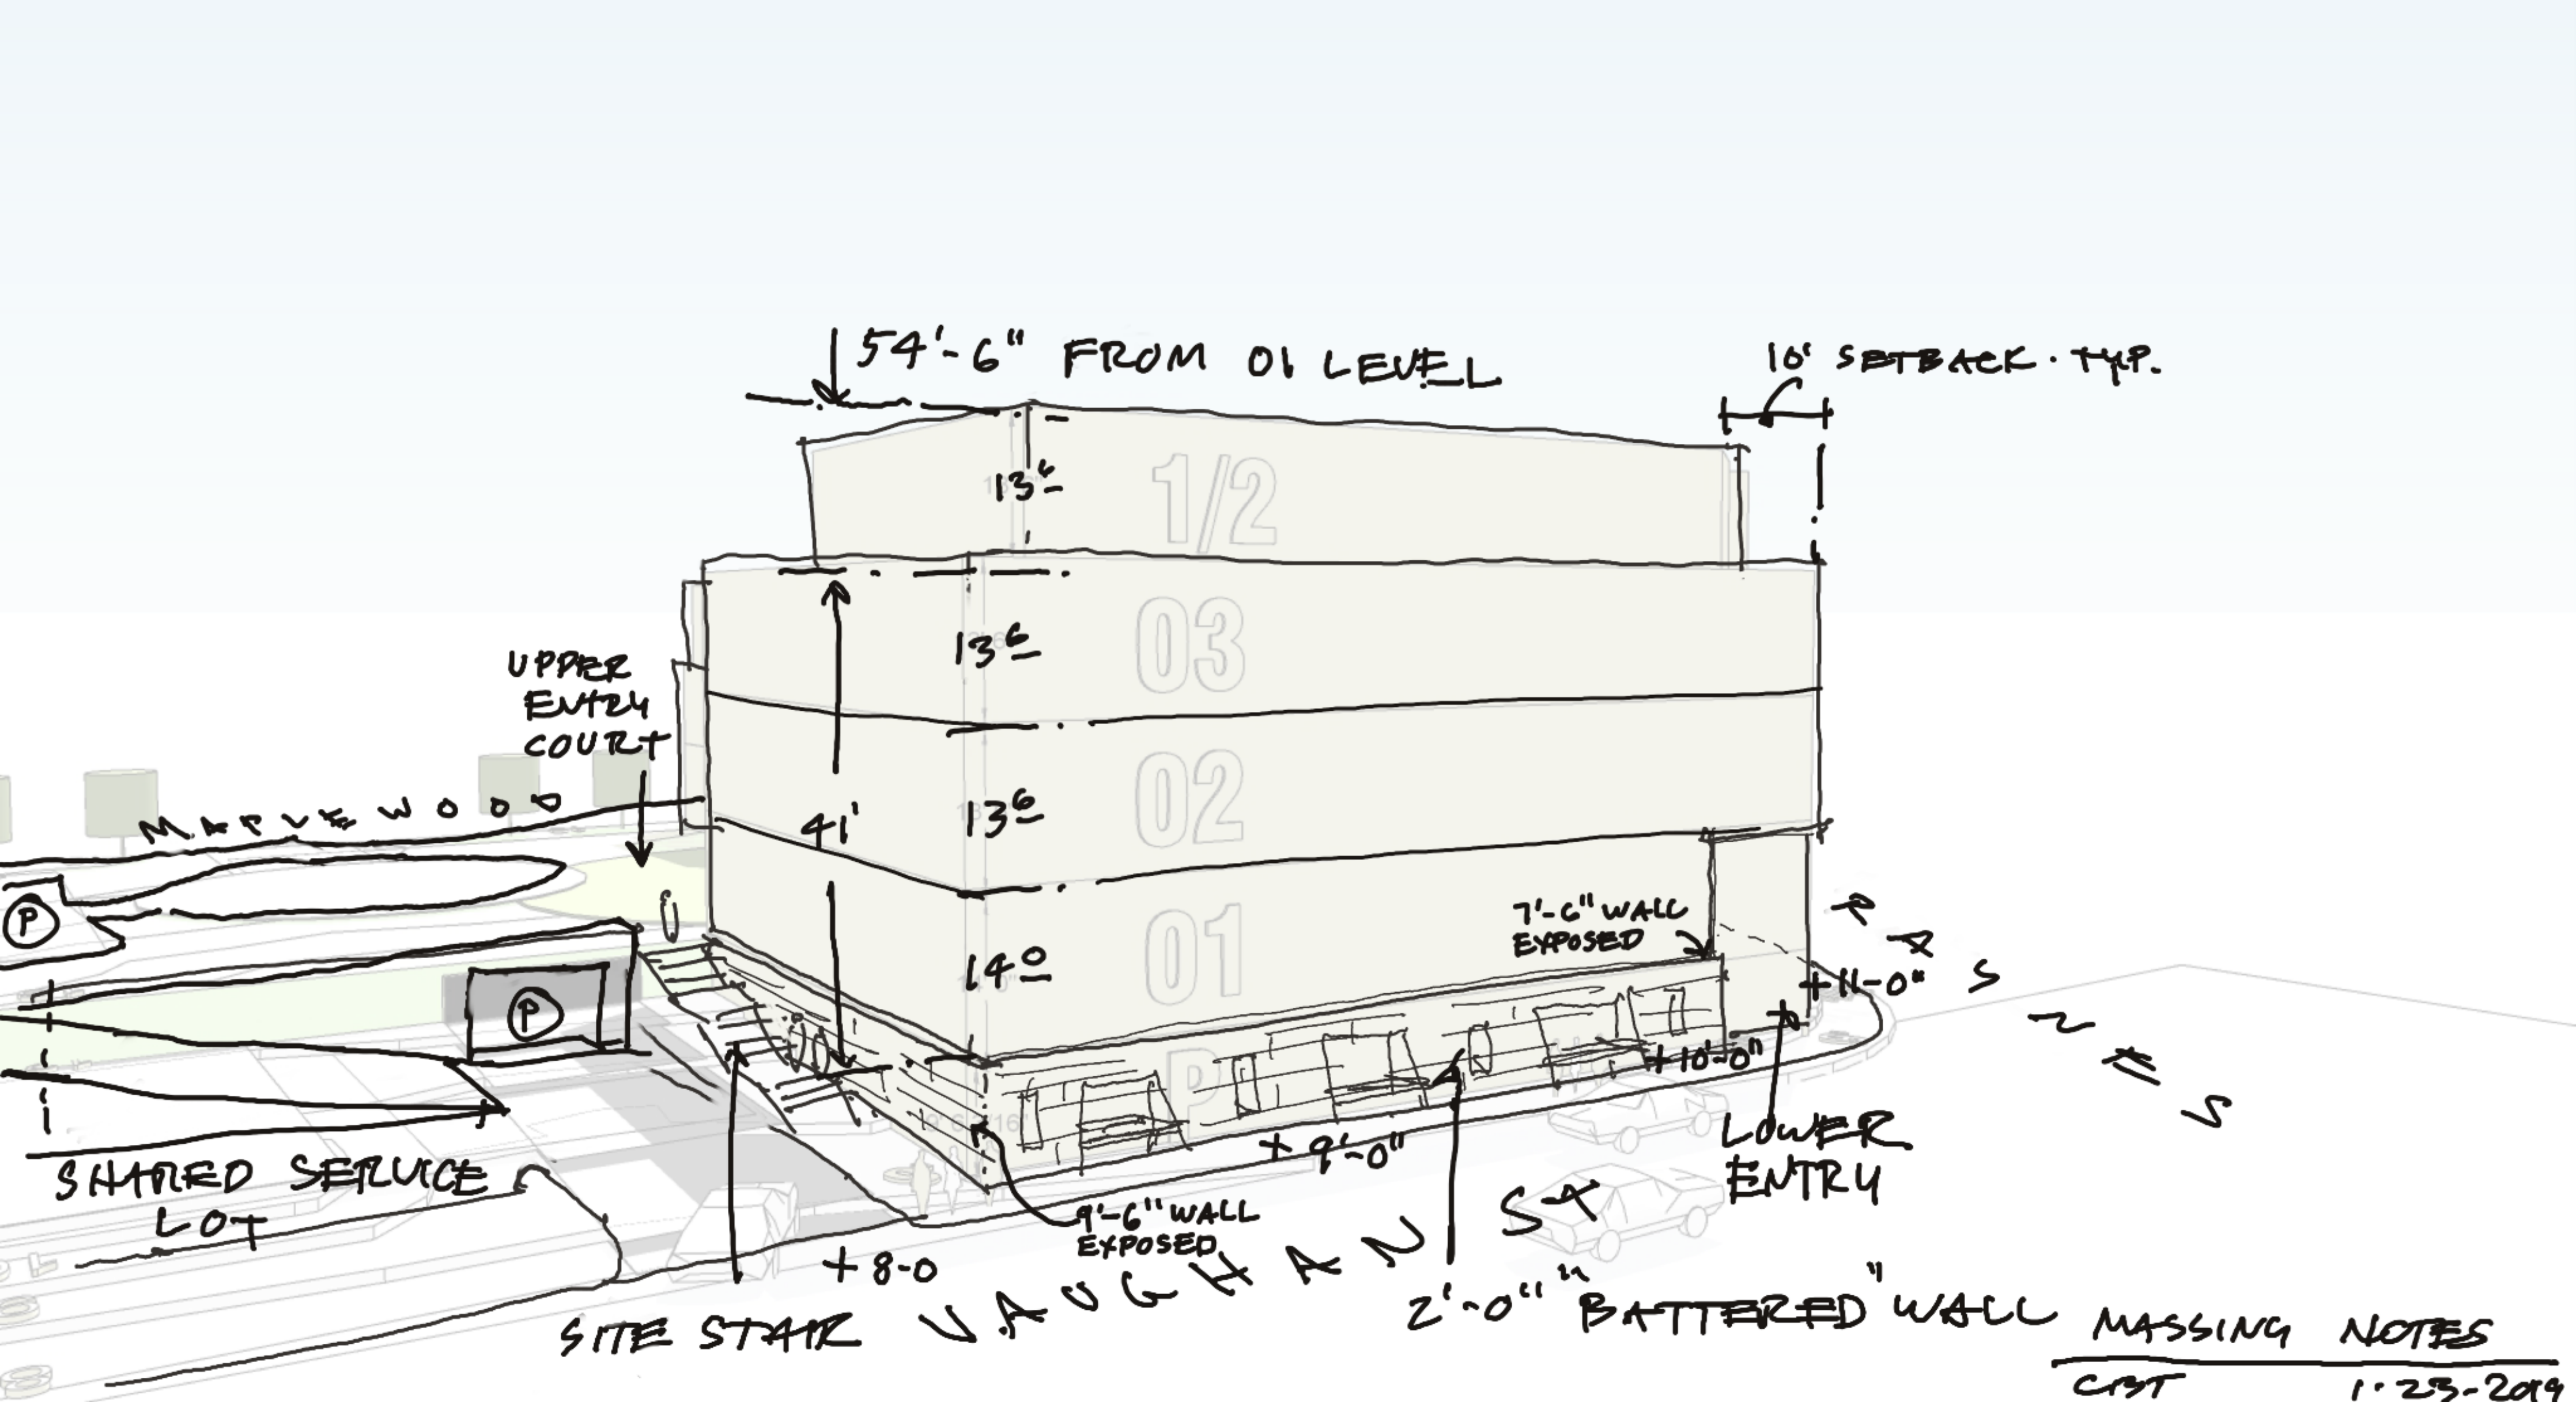 54'-6" FROM 01 LEVEL
10' SETBACK. TYP.
13⁶
1/2
13⁶
03
UPPER
ENTRY
COURT
13⁶
02
41'
MAPLEWOOD
P
7'-6" WALL
EXPOSED
14⁰
01
RAYNES
+11-0"
P
+10'-0"
P
+ 9'-0"
LOWER
ENTRY
SHARED SERVICE
LOT
9'-6" WALL
EXPOSED
+ 8-0
VAUGHAN ST
SITE STAIR
2'-0" "BATTERED" WALL
MASSING NOTES
CBT 1.23-2019